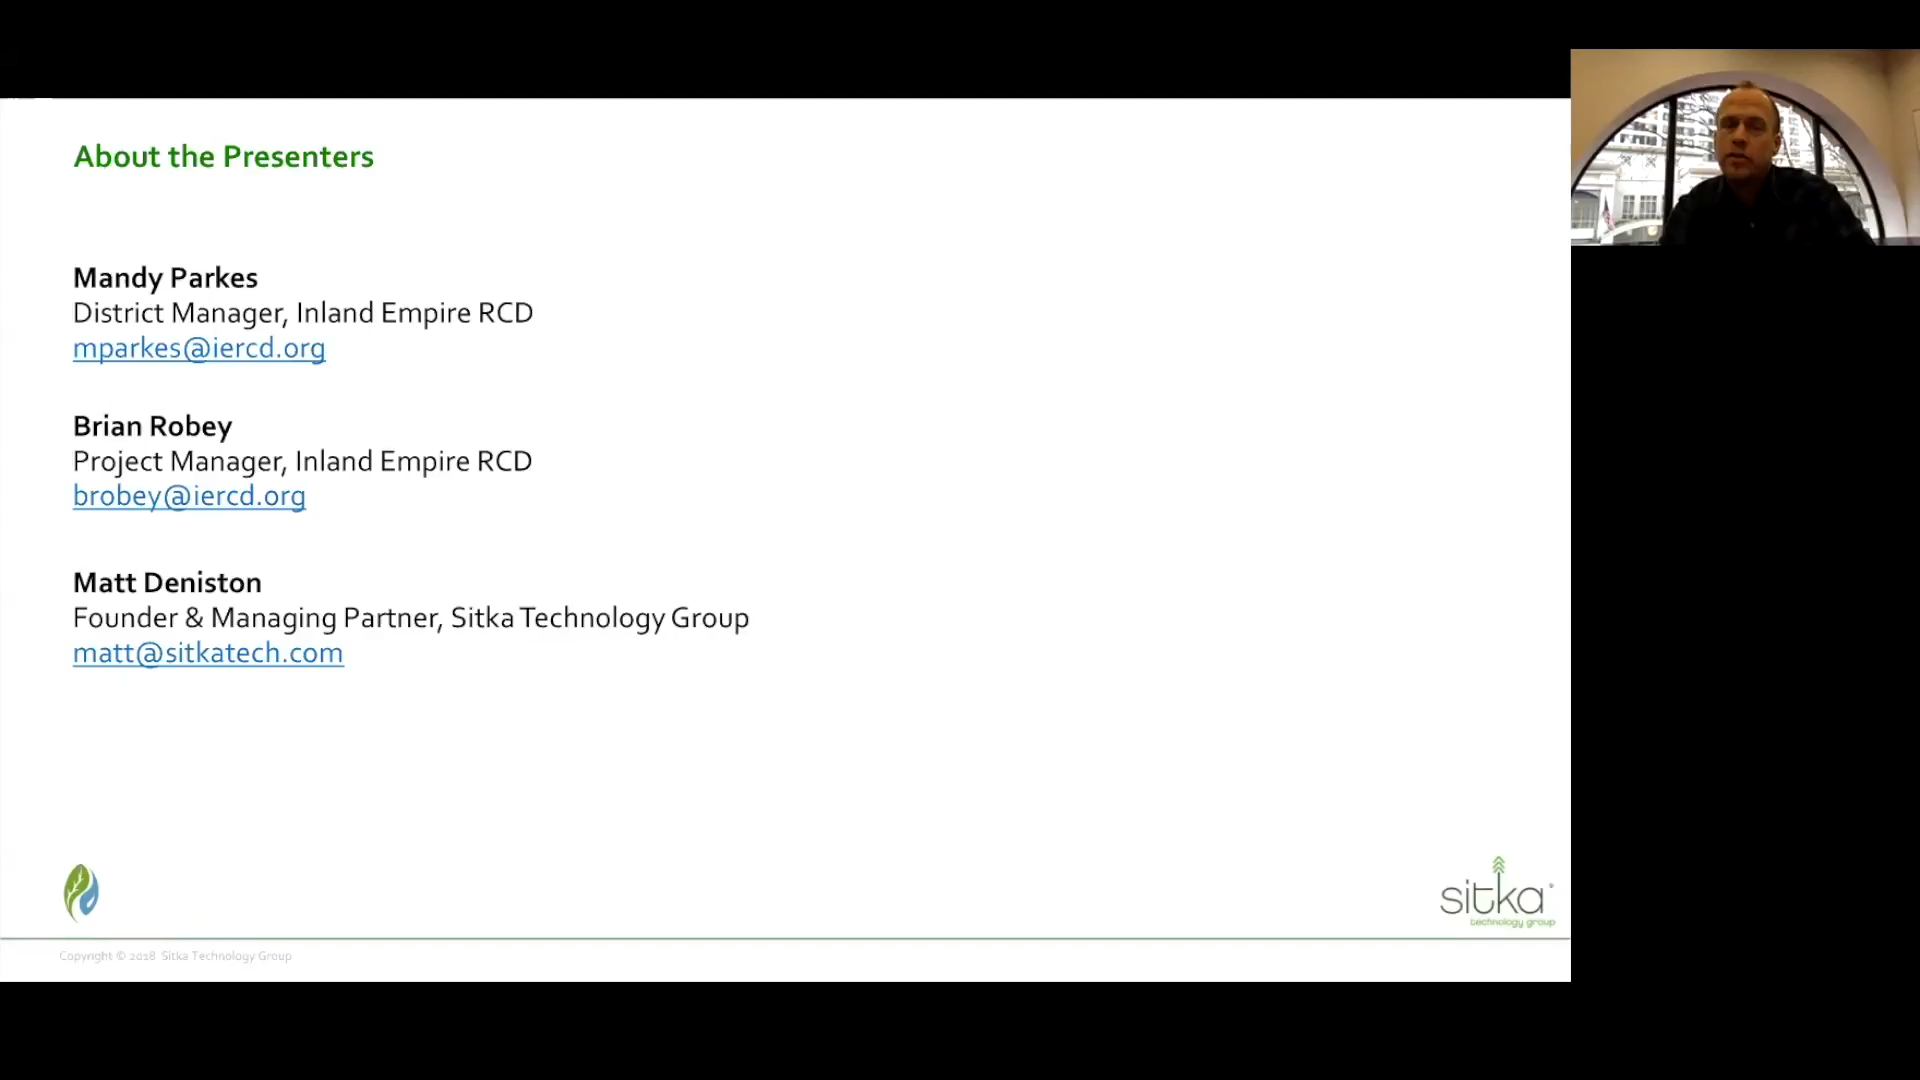 About the Presenters
Mandy Parkes
District Manager, Inland Empire RCD
mparkes@iercd.org
Brian Robey
Project Manager, Inland Empire RCD
brobey@iercd.org
Matt Deniston
Founder & Managing Partner, Sitka Technology Group
matt@sitkatech.com
sitka
technology group
Copyright © 2018 Sitka Technology Group